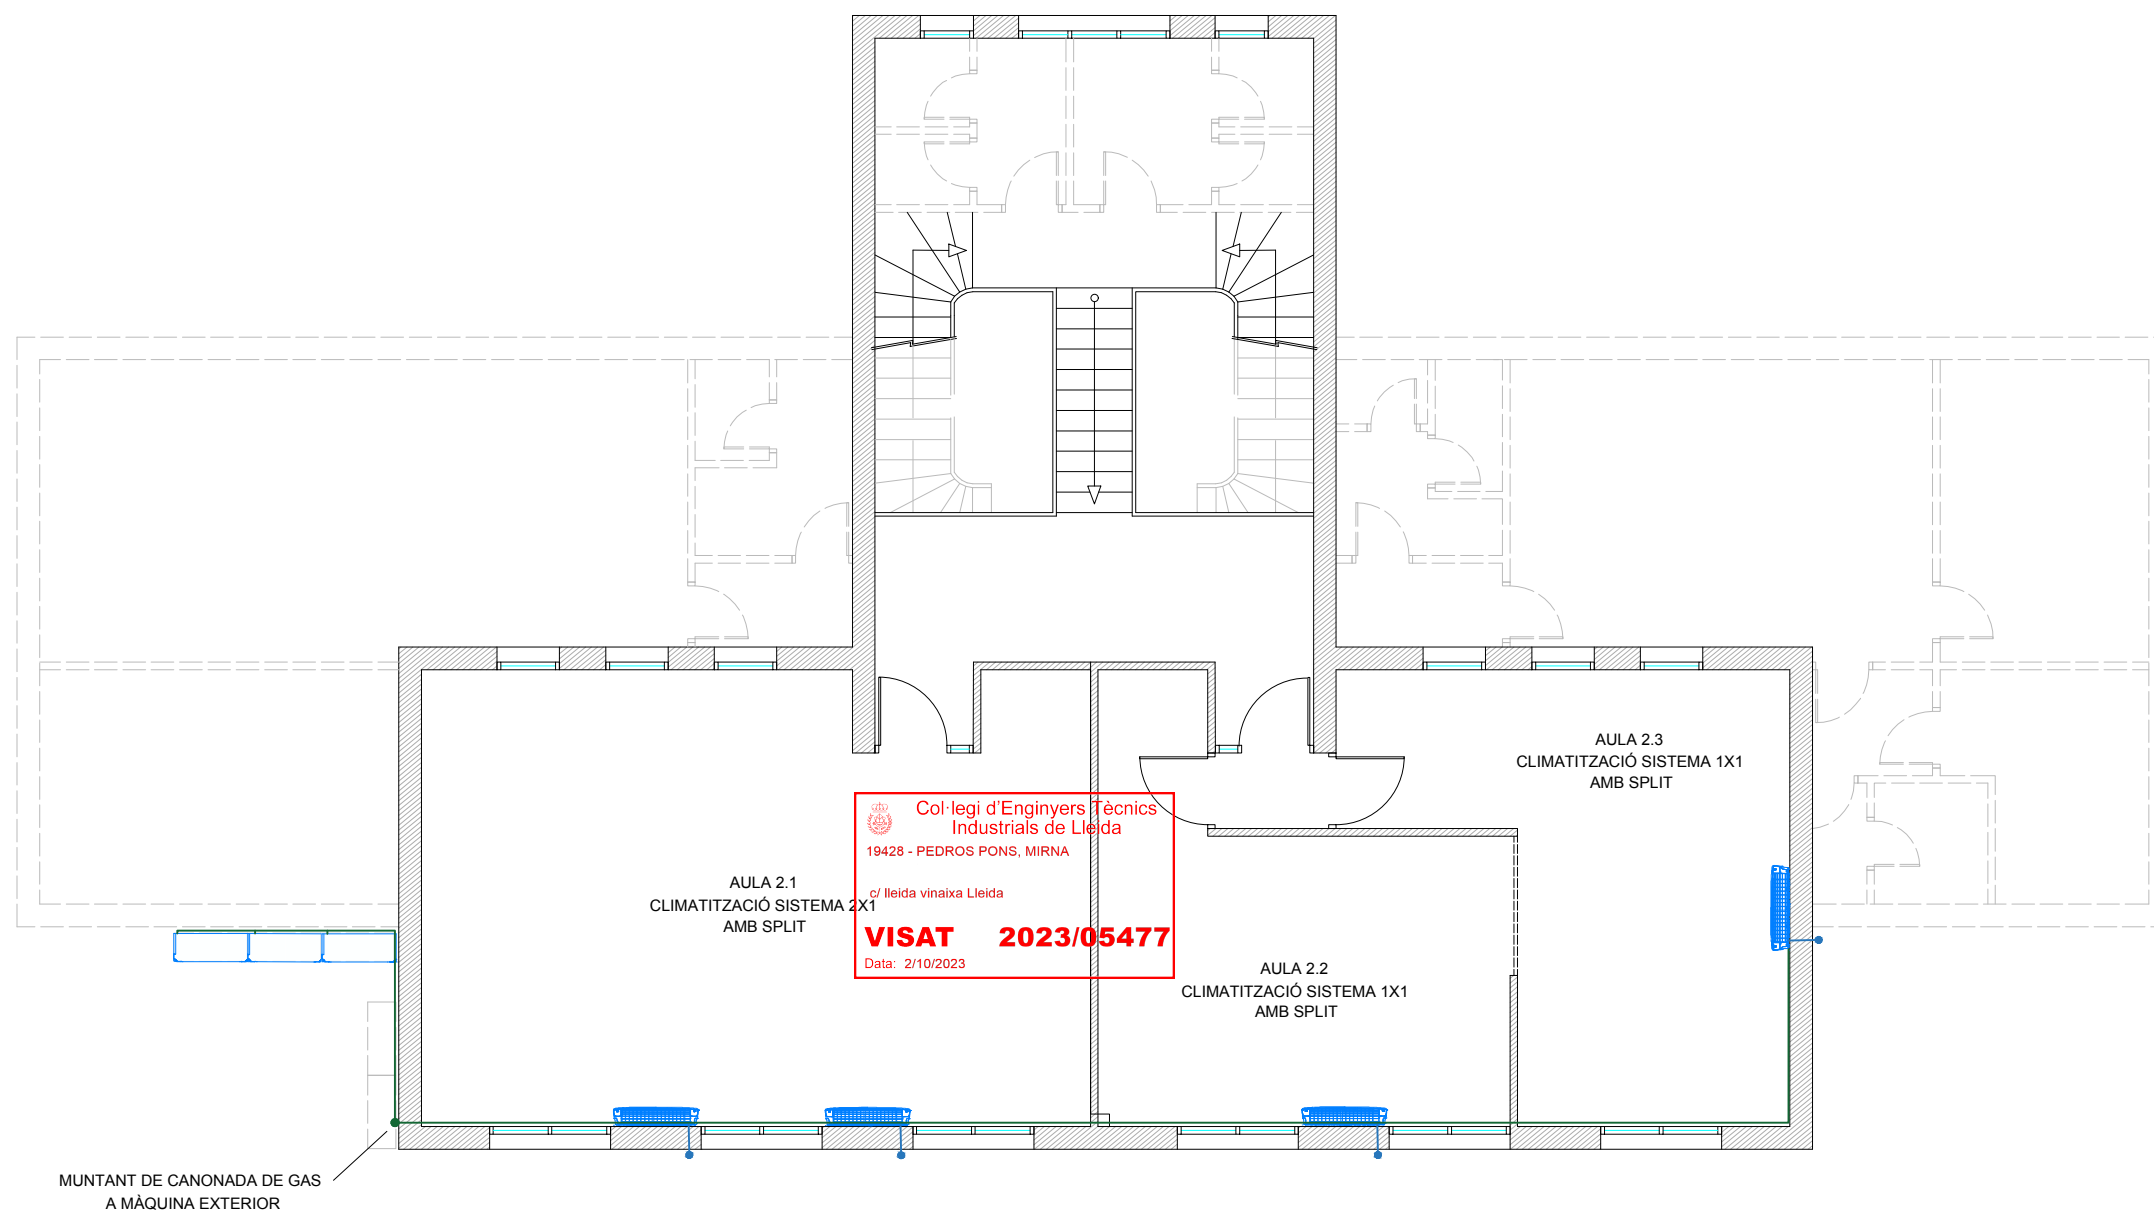 AULA 2.3
CLIMATITZACIÓ SISTEMA 1X1
AMB SPLIT
Col·legi d'Enginyers Tècnics
Industrials de Lleida
19428 - PEDROS PONS, MIRNA
c/ lleida vinaixa Lleida
VISAT 2023/05477
Data: 2/10/2023
AULA 2.1
CLIMATITZACIÓ SISTEMA 2X1
AMB SPLIT
AULA 2.2
CLIMATITZACIÓ SISTEMA 1X1
AMB SPLIT
MUNTANT DE CANONADA DE GAS
A MÀQUINA EXTERIOR